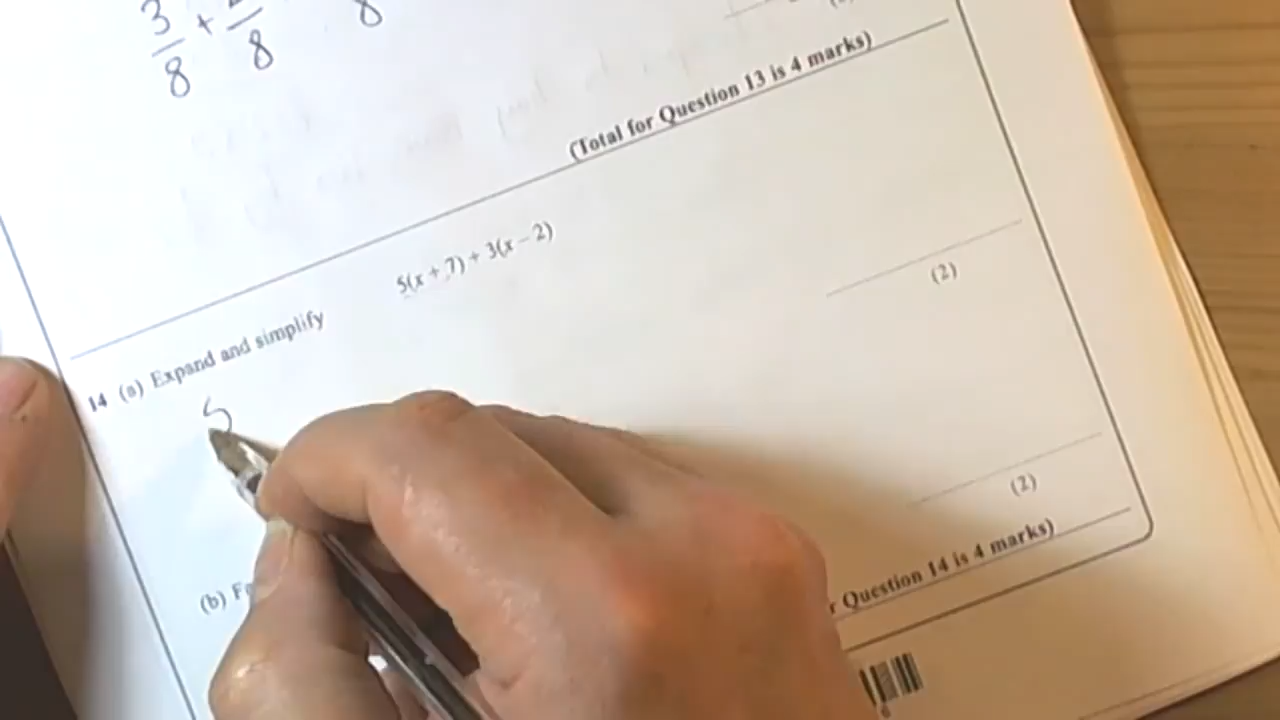 3/8 + /8 8
(Total for Question 13 is 4 marks)
14 (a) Expand and simplify 5(x + 7) + 3(x – 2)
(2)
5
(b)
(2)
Question 14 is 4 marks)